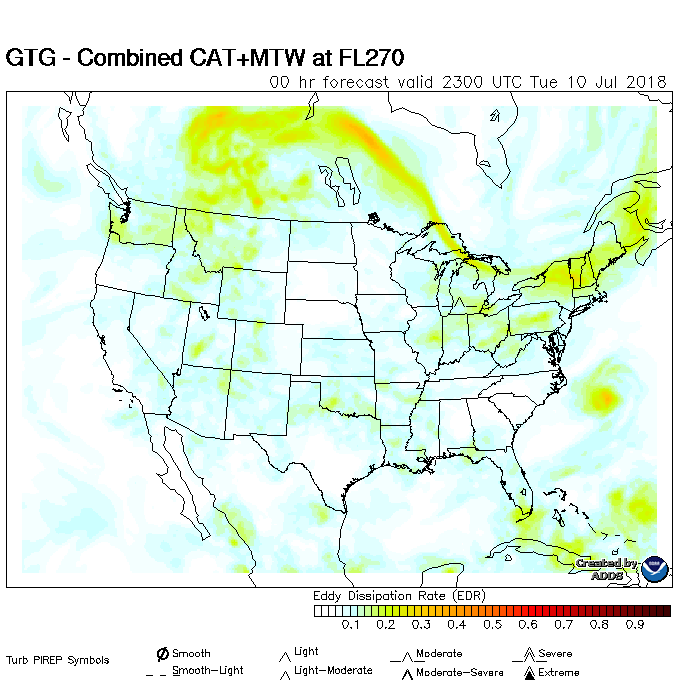 GTG - Combined CAT+MTW at FL270
00 hr forecast valid 2300 UTC Tue 10 Jul 2018
Created by
ADDS
Eddy Dissipation Rate (EDR)
0.1 0.2 0.3 0.4 0.5 0.6 0.7 0.8 0.9
Turb PIREP Symbols
Smooth Light Moderate Severe
Smooth-Light Light-Moderate Moderate-Severe Extreme